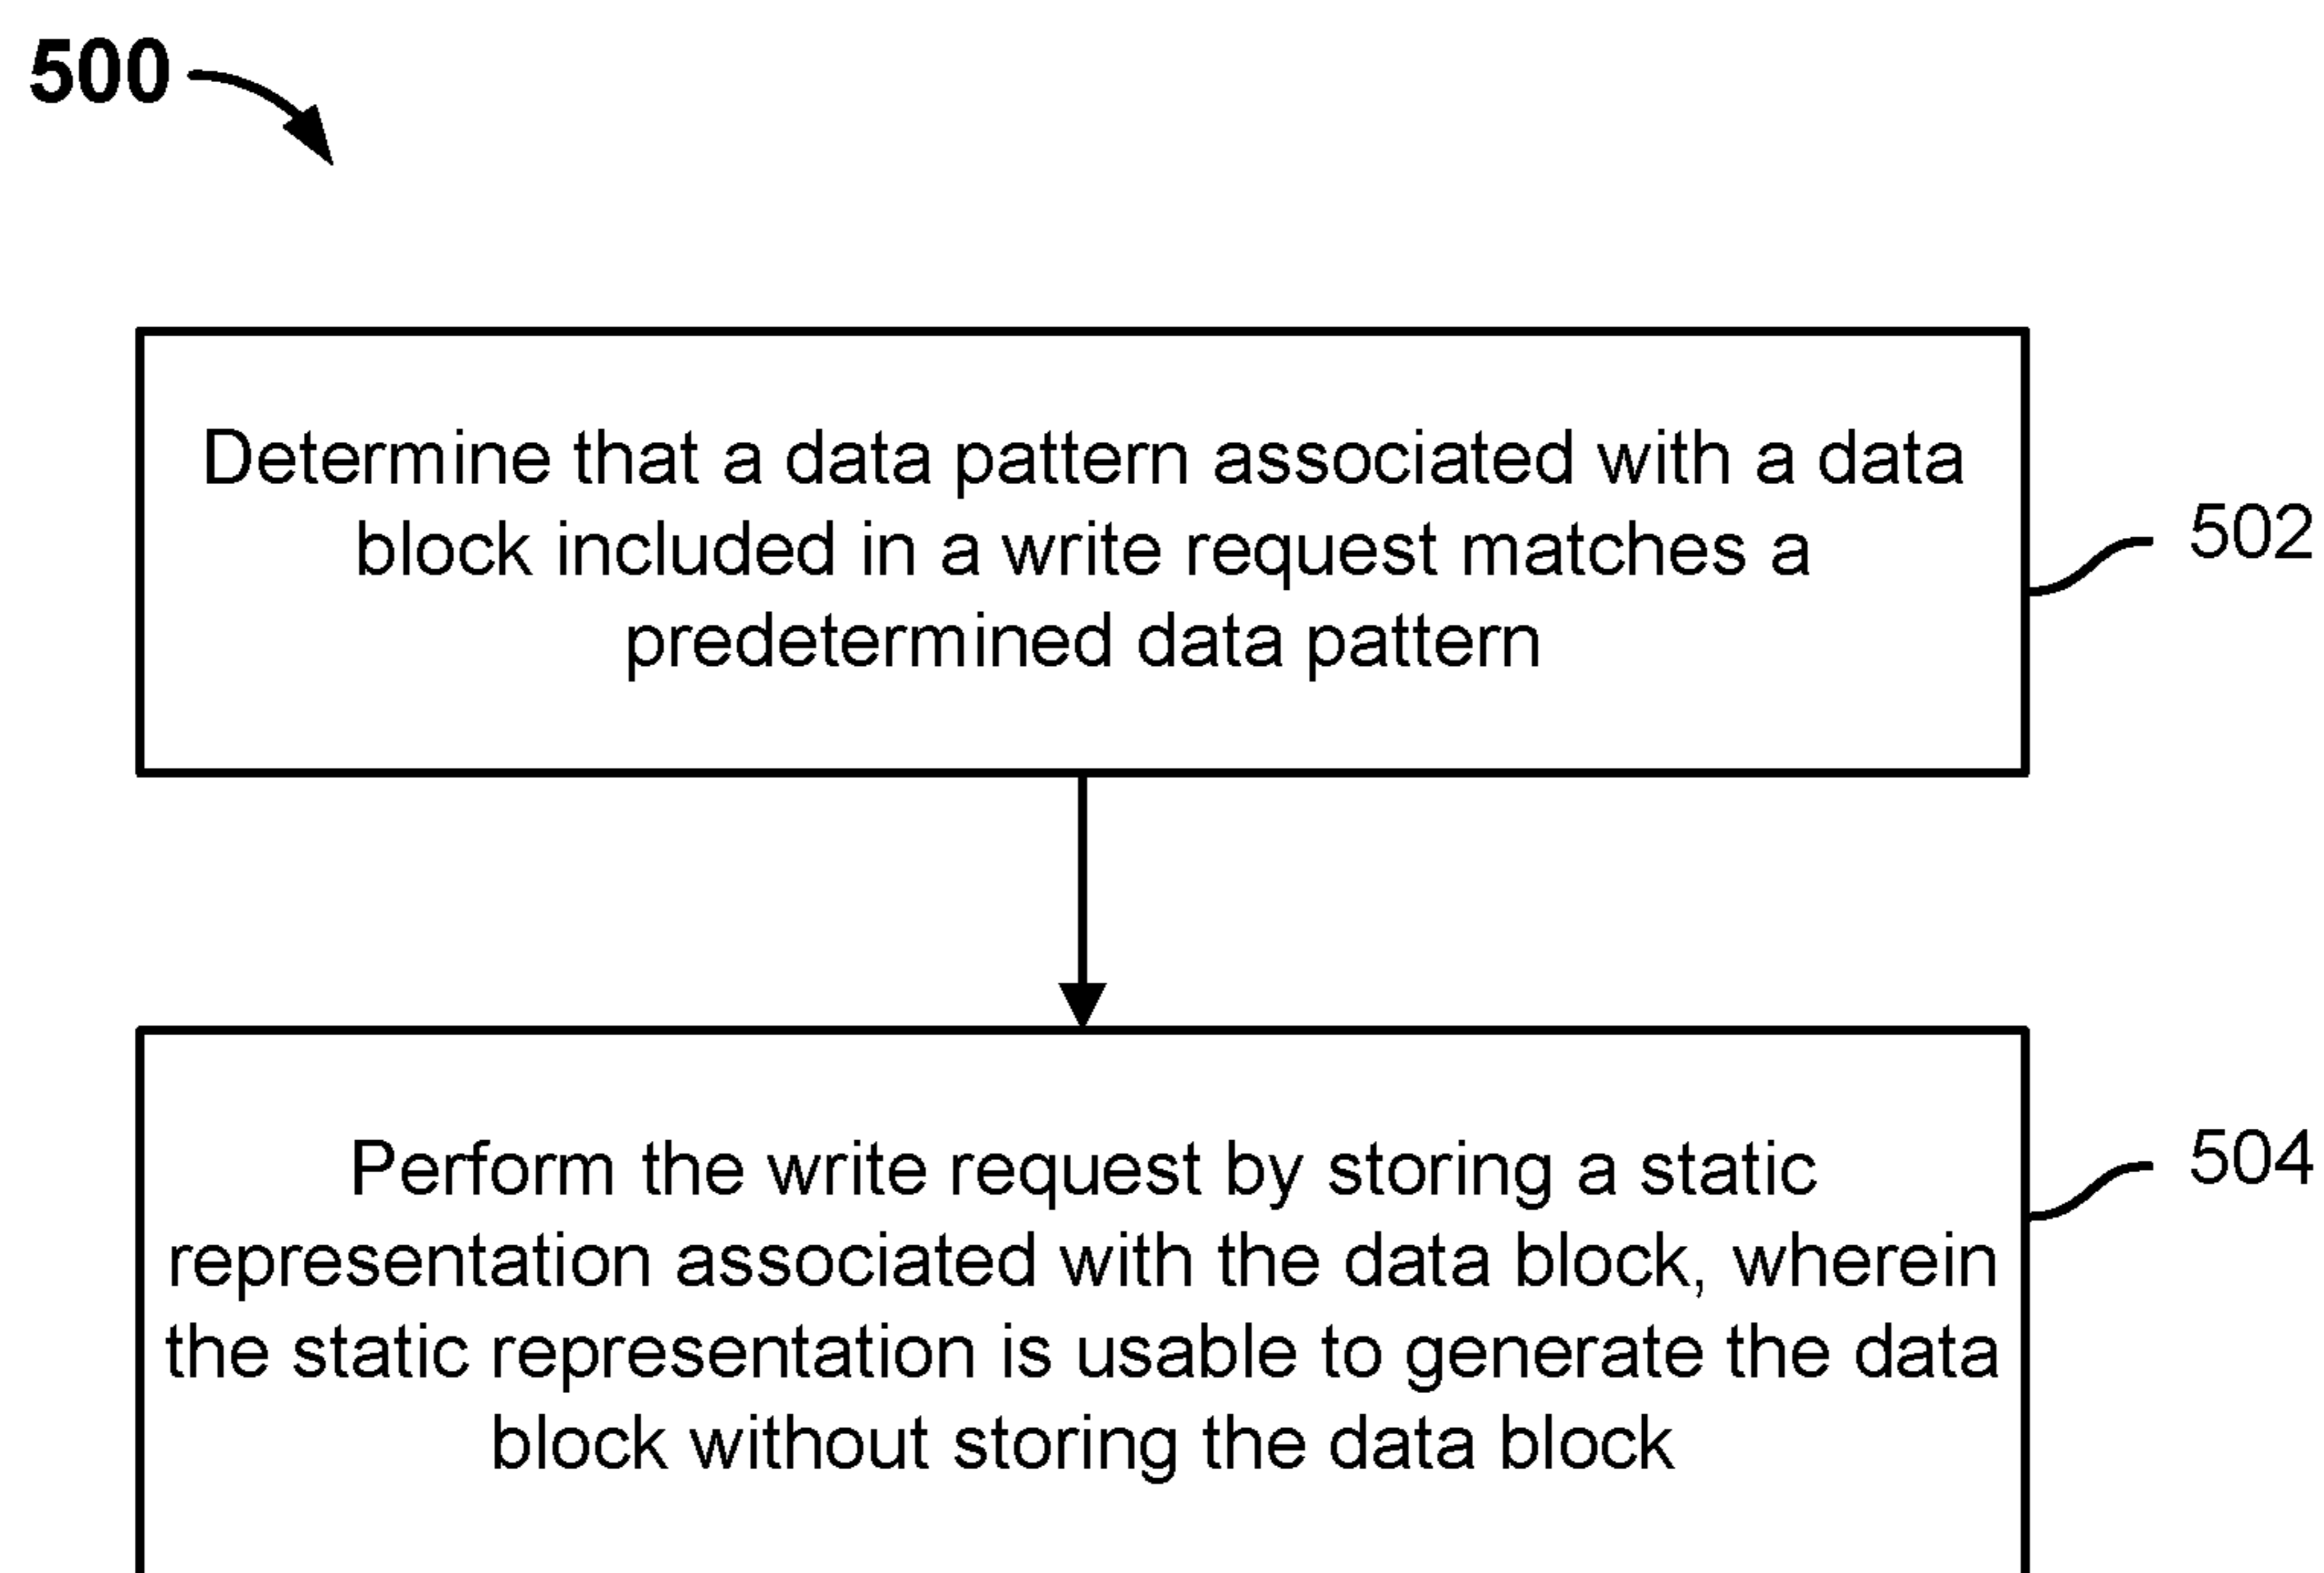 500
Determine that a data pattern associated with a data
block included in a write request matches a
predetermined data pattern
502
Perform the write request by storing a static
representation associated with the data block, wherein
the static representation is usable to generate the data
block without storing the data block
504